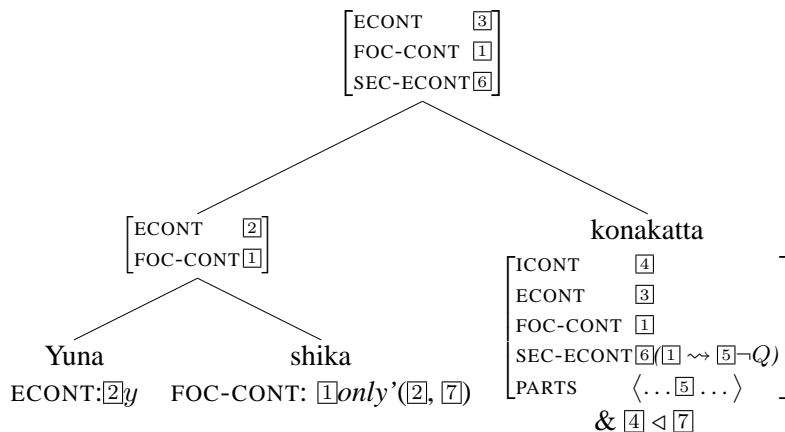 ECONT 3
FOC-CONT 1
SEC-ECONT 6
ECONT 2
FOC-CONT 1
konakatta
ICONT 4
ECONT 3
FOC-CONT 1
SEC-ECONT 6(1 ⇝ 5¬Q)
PARTS ⟨...5...⟩
& 4 ◁ 7
Yuna
ECONT:2y
shika
FOC-CONT: 1only’(2, 7)